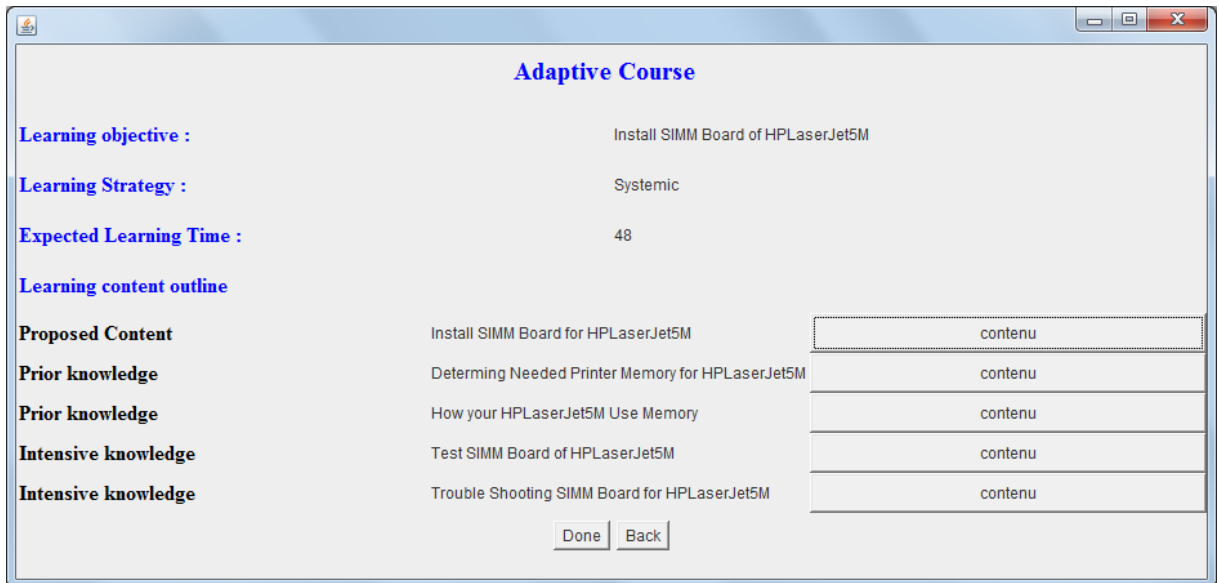 Adaptive Course
Learning objective : Install SIMM Board of HPLaserJet5M
Learning Strategy : Systemic
Expected Learning Time : 48
Learning content outline
Proposed Content Install SIMM Board for HPLaserJet5M contenu
Prior knowledge Determing Needed Printer Memory for HPLaserJet5M contenu
Prior knowledge How your HPLaserJet5M Use Memory contenu
Intensive knowledge Test SIMM Board of HPLaserJet5M contenu
Intensive knowledge Trouble Shooting SIMM Board for HPLaserJet5M contenu
Done Back